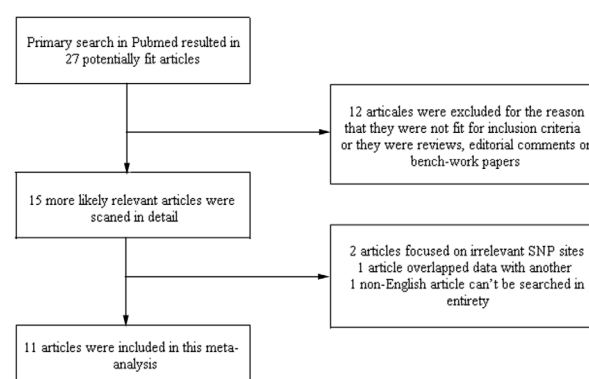 Primary search in Pubmed resulted in
27 potentially fit articles
12 articales were excluded for the reason
that they were not fit for inclusion criteria
or they were reviews, editorial comments or
bench-work papers
15 more likely relevant articles were
scaned in detail
2 articles focused on irrelevant SNP sites
1 article overlapped data with another
1 non-English article can't be searched in
entirety
11 articles were included in this meta-
analysis